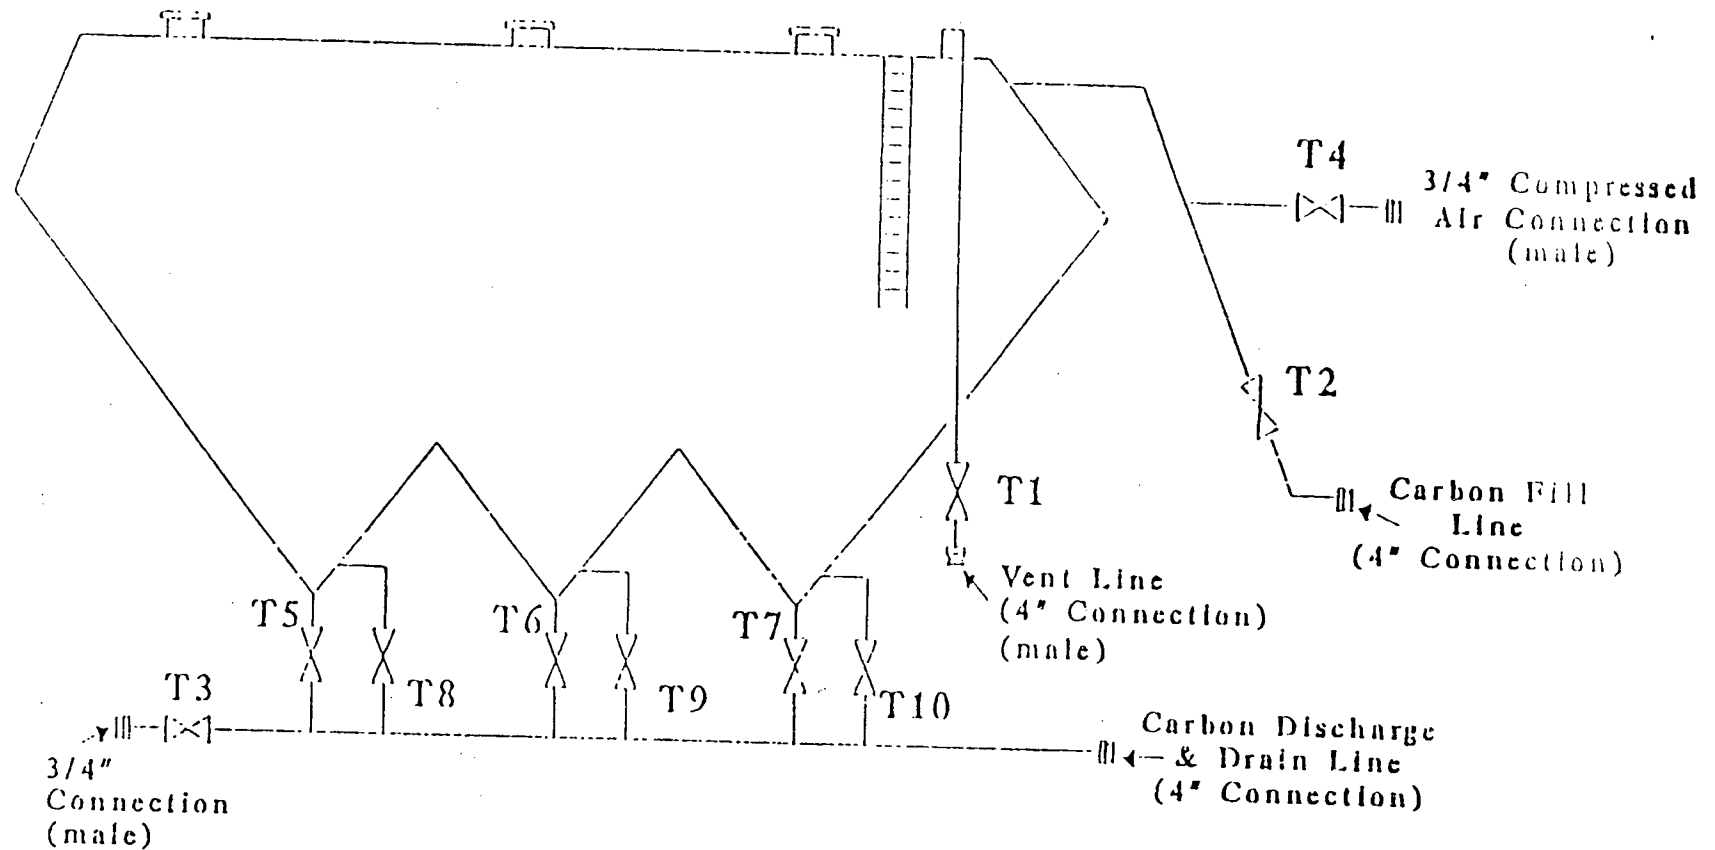 T4
3/4" Compressed
Air Connection
(male)
T2
Carbon Fill
Line
(4" Connection)
T1
Vent Line
(4" Connection)
(male)
T5
T6
T7
T8
T9
T10
T3
3/4"
Connection
(male)
Carbon Discharge
& Drain Line
(4" Connection)